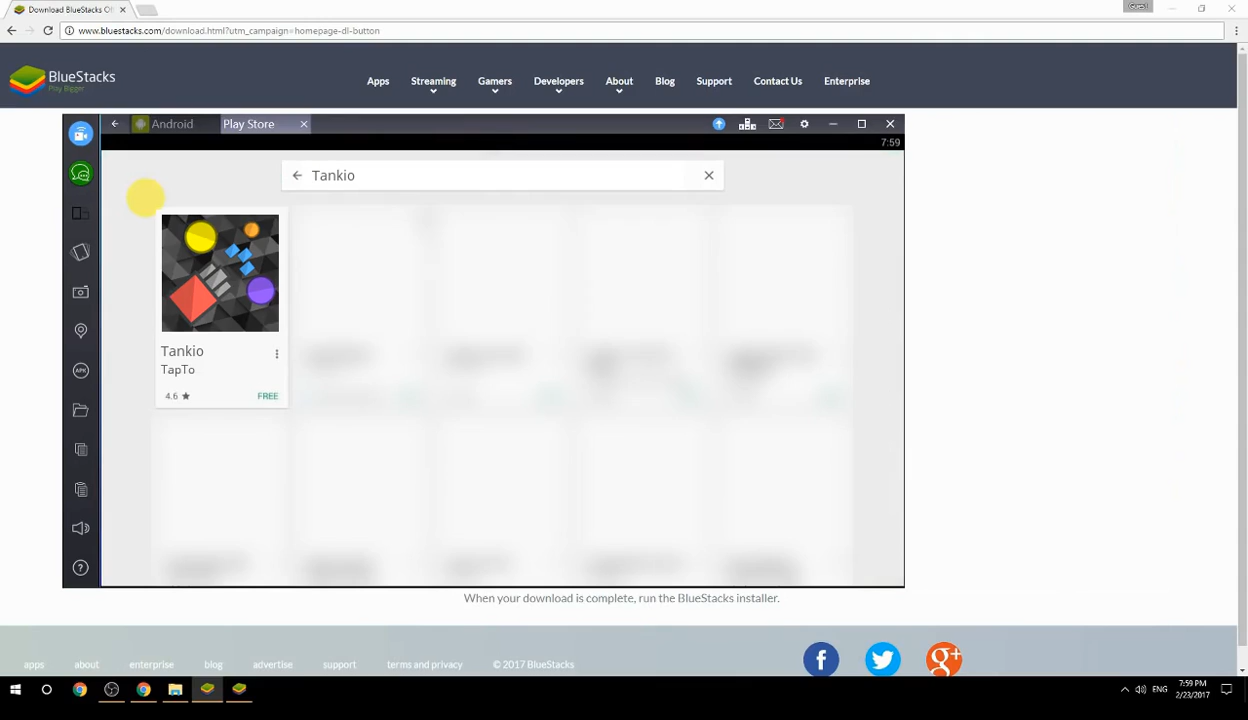 Download BlueStacks Of
www.bluestacks.com/download.html?utm_campaign=homepage-dl-button
BlueStacks
Play Bigger
Apps Streaming Gamers Developers About Blog Support Contact Us Enterprise
Android Play Store
7:59
Tankio
Tankio
TapTo
4.6 FREE
APK
When your download is complete, run the BlueStacks installer.
apps about enterprise blog advertise support terms and privacy © 2017 BlueStacks
ENG 7:59 PM
2/23/2017